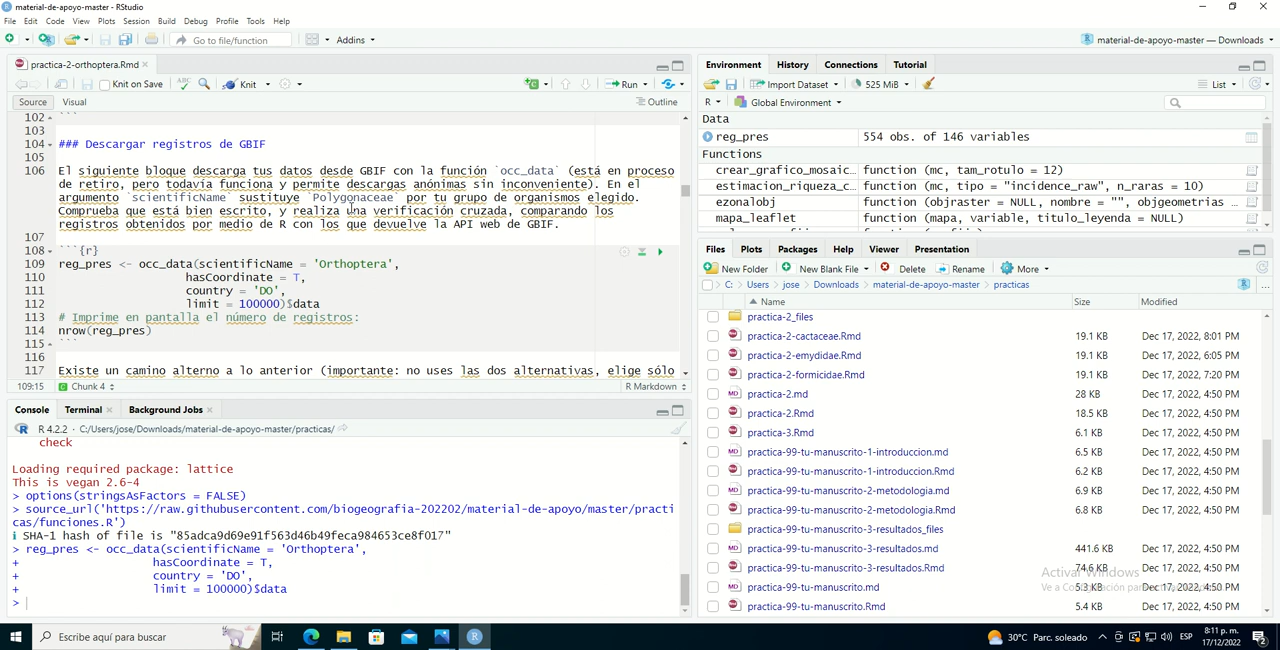 material-de-apoyo-master - RStudio
File Edit Code View Plots Session Build Debug Profile Tools Help
Go to file/function Addins material-de-apoyo-master — Downloads
practica-2-orthoptera.Rmd
Knit on Save ABC Knit Run
Source Visual Outline
102 ```
103
104 ### Descargar registros de GBIF
105
106 El siguiente bloque descarga tus datos desde GBIF con la función `occ_data` (está en proceso
de retiro, pero todavía funciona y permite descargas anónimas sin inconveniente). En el
argumento `scientificName` sustituye `Polygonaceae` por tu grupo de organismos elegido.
Comprueba que está bien escrito, y realiza una verificación cruzada, comparando los
registros obtenidos por medio de R con los que devuelve la API web de GBIF.
107
108 ```{r}
109 reg_pres <- occ_data(scientificName = 'Orthoptera',
110 hasCoordinate = T,
111 country = 'DO',
112 limit = 100000)$data
113 # Imprime en pantalla el número de registros:
114 nrow(reg_pres)
115 ```
116
117 Existe un camino alterno a lo anterior (importante: no uses las dos alternativas, elige sólo
109:15 Chunk 4 R Markdown
Console Terminal Background Jobs
R 4.2.2 · C:/Users/jose/Downloads/material-de-apoyo-master/practicas/
check
Loading required package: lattice
This is vegan 2.6-4
> options(stringsAsFactors = FALSE)
> source_url('https://raw.githubusercontent.com/biogeografia-202202/material-de-apoyo/master/practi
cas/funciones.R')
ℹ SHA-1 hash of file is "85adca9d69e91f563d46b49feca984653ce8f017"
> reg_pres <- occ_data(scientificName = 'Orthoptera',
+ hasCoordinate = T,
+ country = 'DO',
+ limit = 100000)$data
>
Environment History Connections Tutorial
Import Dataset 525 MiB List
R Global Environment
Data
reg_pres 554 obs. of 146 variables
Functions
crear_grafico_mosaic… function (mc, tam_rotulo = 12)
estimacion_riqueza_c… function (mc, tipo = "incidence_raw", n_raras = 10)
ezonalobj function (objraster = NULL, nombre = "", objgeometrias …
mapa_leaflet function (mapa, variable, titulo_leyenda = NULL)
Files Plots Packages Help Viewer Presentation
New Folder New Blank File Delete Rename More
C: Users jose Downloads material-de-apoyo-master practicas
Name Size Modified
practica-2_files
practica-2-cactaceae.Rmd 19.1 KB Dec 17, 2022, 8:01 PM
practica-2-emydidae.Rmd 19.1 KB Dec 17, 2022, 6:05 PM
practica-2-formicidae.Rmd 19.1 KB Dec 17, 2022, 7:20 PM
practica-2.md 28 KB Dec 17, 2022, 4:50 PM
practica-2.Rmd 18.5 KB Dec 17, 2022, 4:50 PM
practica-3.Rmd 6.1 KB Dec 17, 2022, 4:50 PM
practica-99-tu-manuscrito-1-introduccion.md 6.5 KB Dec 17, 2022, 4:50 PM
practica-99-tu-manuscrito-1-introduccion.Rmd 6.2 KB Dec 17, 2022, 4:50 PM
practica-99-tu-manuscrito-2-metodologia.md 6.9 KB Dec 17, 2022, 4:50 PM
practica-99-tu-manuscrito-2-metodologia.Rmd 6.8 KB Dec 17, 2022, 4:50 PM
practica-99-tu-manuscrito-3-resultados_files
practica-99-tu-manuscrito-3-resultados.md 441.6 KB Dec 17, 2022, 4:50 PM
practica-99-tu-manuscrito-3-resultados.Rmd 74.6 KB Dec 17, 2022, 4:50 PM
practica-99-tu-manuscrito.md 5.3 KB Dec 17, 2022, 4:50 PM
practica-99-tu-manuscrito.Rmd 5.4 KB Dec 17, 2022, 4:50 PM
Activar Windows
Escribe aquí para buscar
30°C Parc. soleado ESP 8:11 p. m.
17/12/2022
2